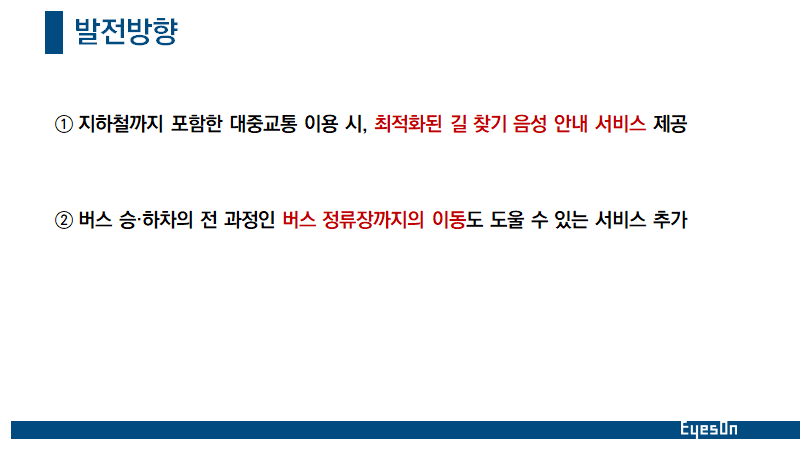 발전방향
① 지하철까지 포함한 대중교통 이용 시, 최적화된 길 찾기 음성 안내 서비스 제공
② 버스 승·하차의 전 과정인 버스 정류장까지의 이동도 도울 수 있는 서비스 추가
EyesOn